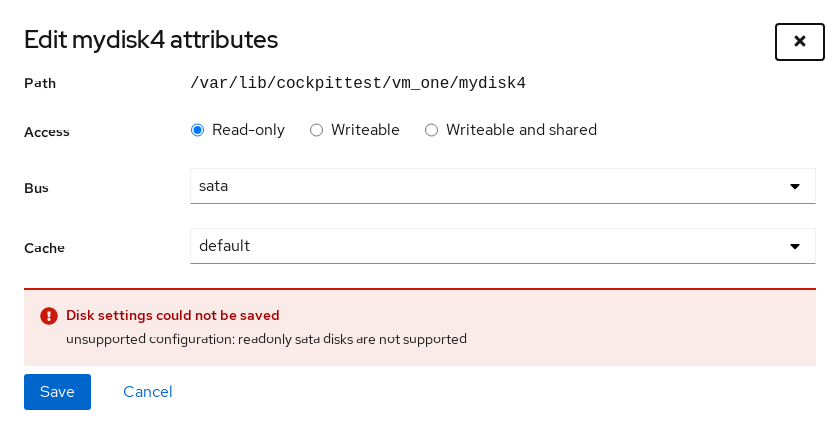 Edit mydisk4 attributes
Path /var/lib/cockpittest/vm_one/mydisk4
Access Read-only Writeable Writeable and shared
Bus sata
Cache default
Disk settings could not be saved
unsupported configuration: readonly sata disks are not supported
Save Cancel